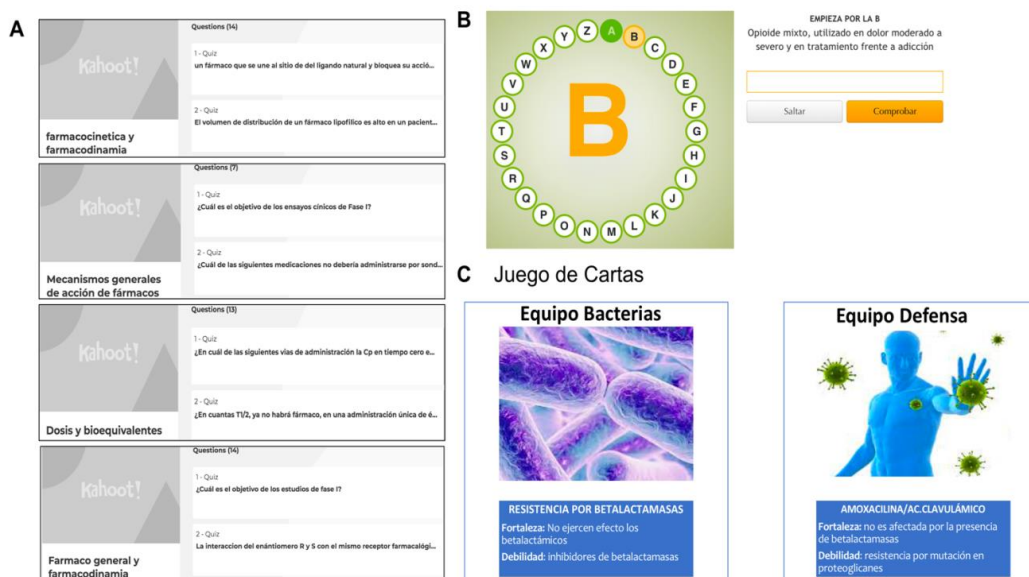 A
Kahoot!
farmacocinetica y
farmacodinamia
Questions (14)
1 - Quiz
un fármaco que se une al sitio de del ligando natural y bloquea su acció...
2 - Quiz
El volumen de distribución de un fármaco lipofílico es alto en un pacient...
Kahoot!
Mecanismos generales
de acción de fármacos
Questions (7)
1 - Quiz
¿Cuál es el objetivo de los ensayos cínicos de Fase I?
2 - Quiz
¿Cuál de las siguientes medicaciones no debería administrarse por sond...
Kahoot!
Dosis y bioequivalentes
Questions (13)
1 - Quiz
¿En cuál de las siguientes vias de administración la Cp en tiempo cero e...
2 - Quiz
¿En cuantas T1/2, ya no habrá fármaco, en una administración única de é...
Kahoot!
Farmaco general y
farmacodinamia
Questions (14)
1 - Quiz
¿Cuál es el objetivo de los estudios de fase I?
2 - Quiz
La interaccion del enántiomero R y S con el mismo receptor farmacalógi...
B
A
B
C
D
E
F
G
H
I
J
K
L
M
N
O
P
Q
R
S
T
U
V
W
X
Y
Z
B
EMPIEZA POR LA B
Opioide mixto, utilizado en dolor moderado a
severo y en tratamiento frente a adicción
Saltar
Comprobar
C
Juego de Cartas
Equipo Bacterias
RESISTENCIA POR BETALACTAMASAS
Fortaleza: No ejercen efecto los
betalactámicos
Debilidad: inhibidores de betalactamasas
Equipo Defensa
AMOXACILINA/AC.CLAVULÁMICO
Fortaleza: no es afectada por la presencia
de betalactamasas
Debilidad: resistencia por mutación en
proteoglicanes